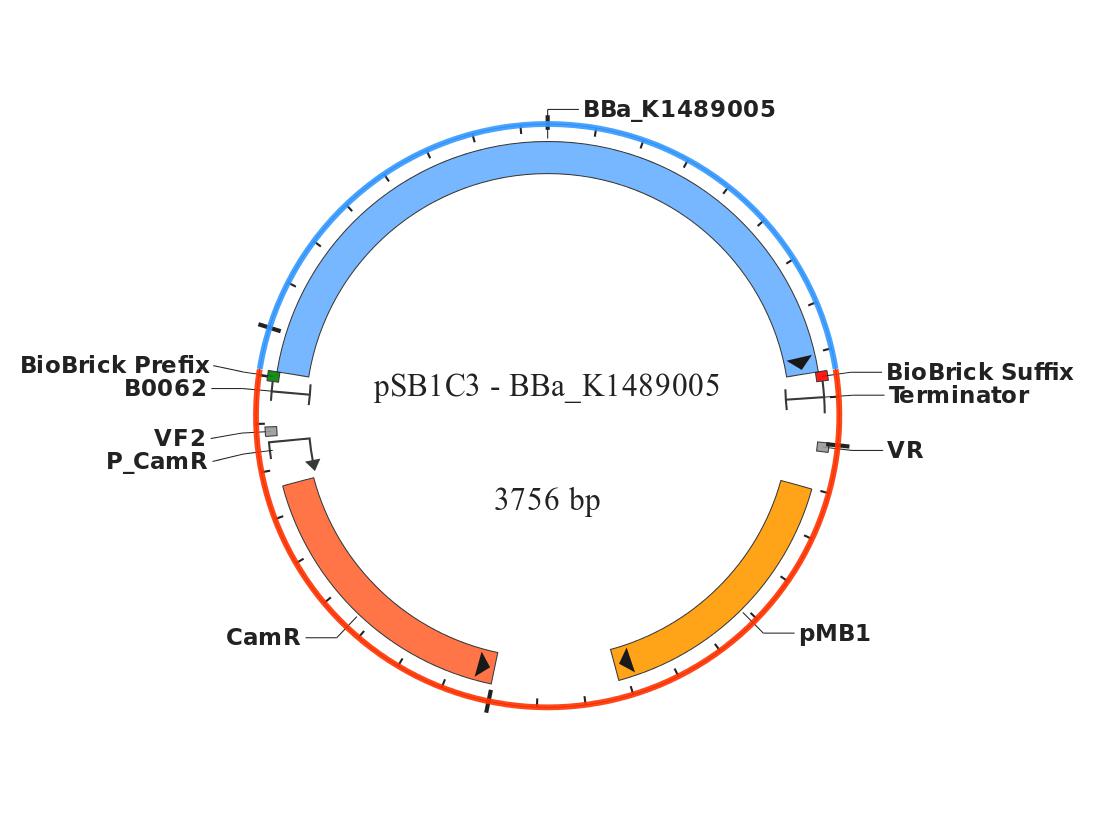 BBa_K1489005
BioBrick Prefix
B0062
pSB1C3 - BBa_K1489005
BioBrick Suffix
Terminator
VF2
P_CamR
VR
3756 bp
CamR
pMB1